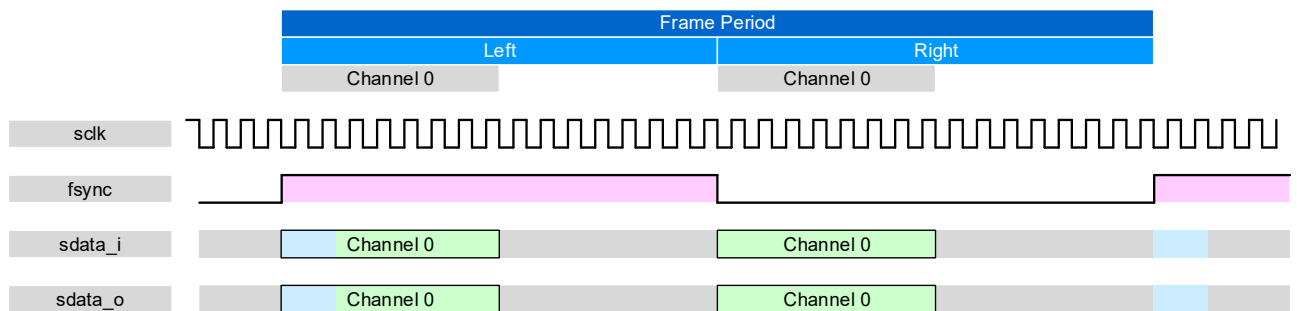 Frame Period
Left Right
Channel 0 Channel 0
sclk
fsync
sdata_i Channel 0 Channel 0
sdata_o Channel 0 Channel 0